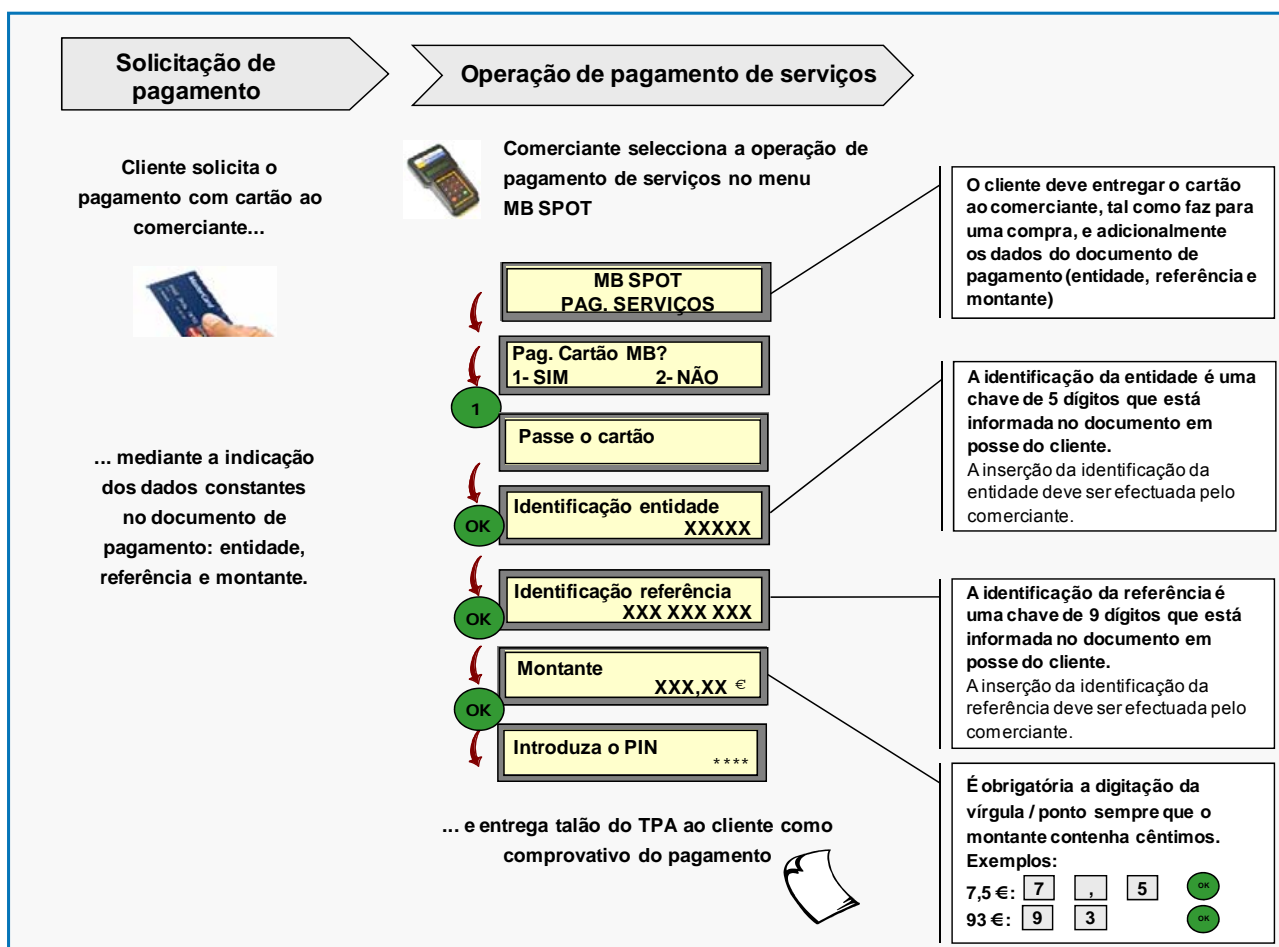 Solicitação de
pagamento
Operação de pagamento de serviços
Cliente solicita o
pagamento com cartão ao
comerciante...
... mediante a indicação
dos dados constantes
no documento de
pagamento: entidade,
referência e montante.
Comerciante selecciona a operação de
pagamento de serviços no menu
MB SPOT
MB SPOT
PAG. SERVIÇOS
Pag. Cartão MB?
1- SIM 2- NÃO
1
Passe o cartão
Identificação entidade
XXXXX
OK
Identificação referência
XXX XXX XXX
OK
Montante
XXX,XX €
OK
Introduza o PIN
****
... e entrega talão do TPA ao cliente como
comprovativo do pagamento
O cliente deve entregar o cartão
ao comerciante, tal como faz para
uma compra, e adicionalmente
os dados do documento de
pagamento (entidade, referência e
montante)
A identificação da entidade é uma
chave de 5 dígitos que está
informada no documento em
posse do cliente.
A inserção da identificação da
entidade deve ser efectuada pelo
comerciante.
A identificação da referência é
uma chave de 9 dígitos que está
informada no documento em
posse do cliente.
A inserção da identificação da
referência deve ser efectuada pelo
comerciante.
É obrigatória a digitação da
vírgula / ponto sempre que o
montante contenha cêntimos.
Exemplos:
7,5 €: 7 , 5 OK
93 €: 9 3 OK